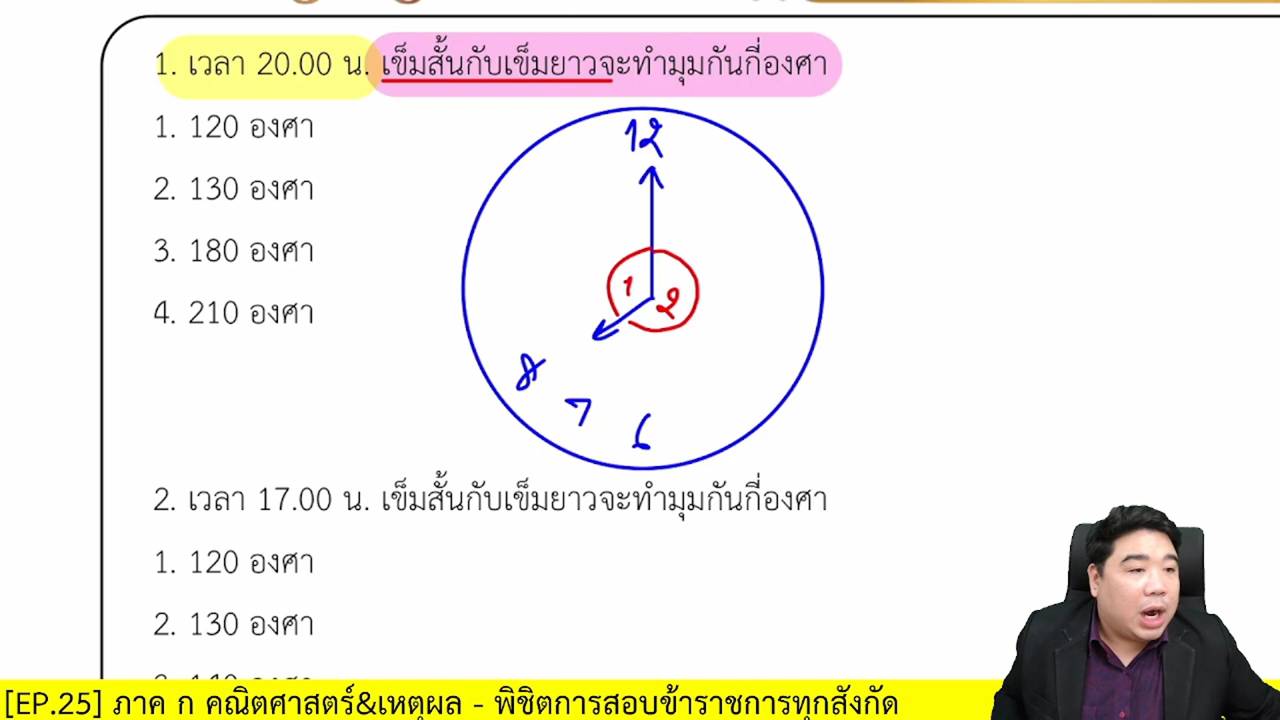 1. เวลา 20.00 น. เข็มสั้นกับเข็มยาวจะทำมุมกันกี่องศา
1. 120 องศา
2. 130 องศา
3. 180 องศา
4. 210 องศา
12
1
2
8
7
6
2. เวลา 17.00 น. เข็มสั้นกับเข็มยาวจะทำมุมกันกี่องศา
1. 120 องศา
2. 130 องศา
[EP.25] ภาค ก คณิตศาสตร์&เหตุผล - พิชิตการสอบข้าราชการทุกสังกัด